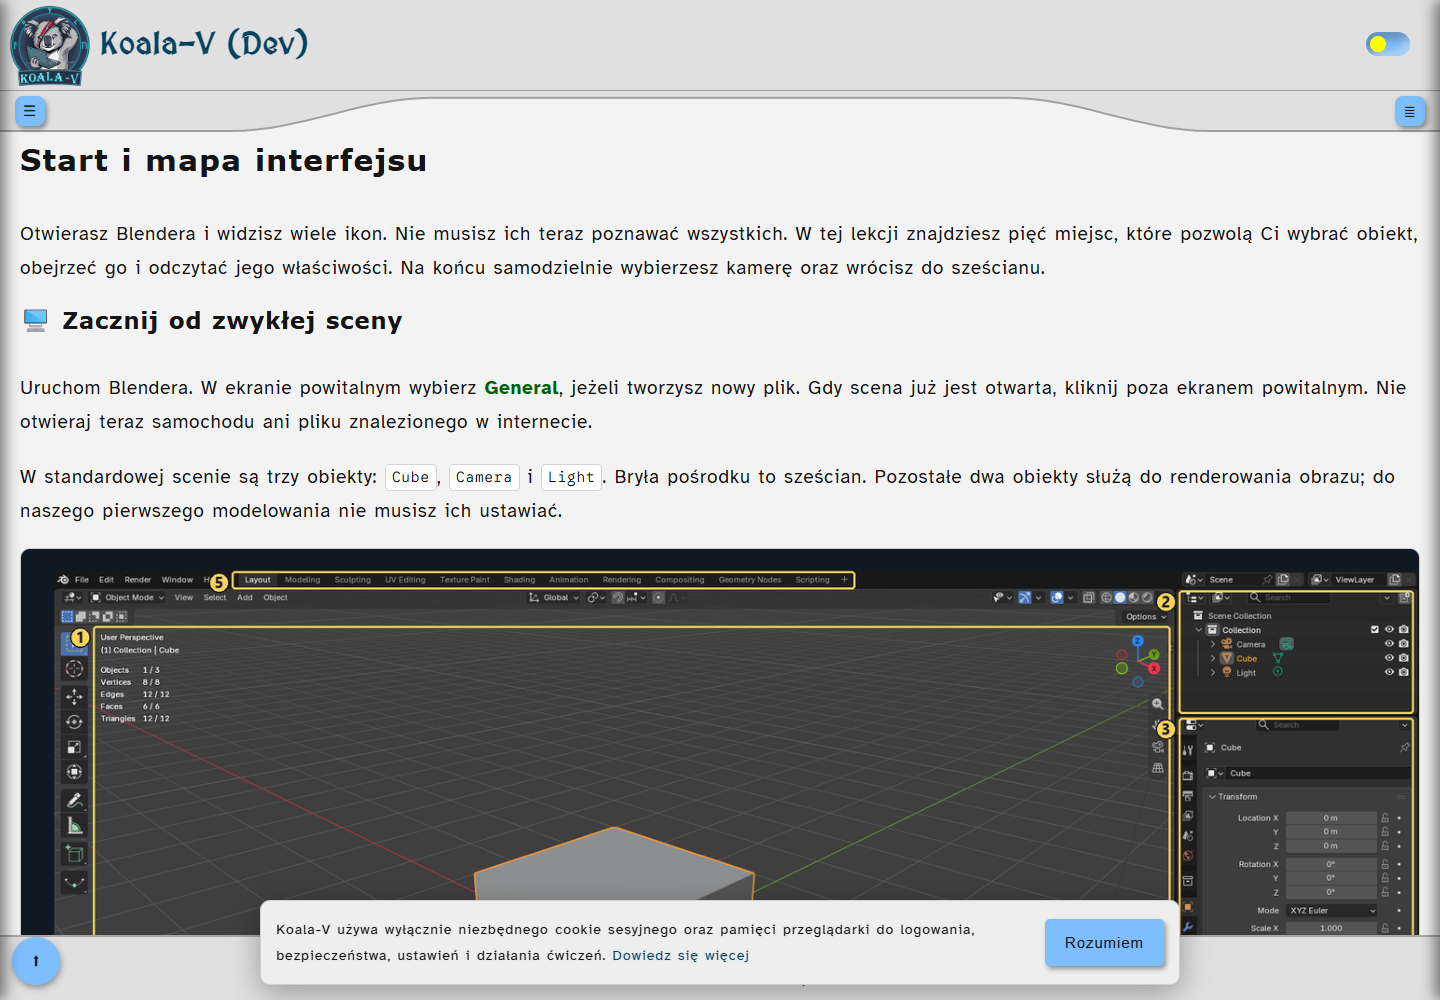 KOALA-V
Koala-V (Dev)
☰
≣
Start i mapa interfejsu
Otwierasz Blendera i widzisz wiele ikon. Nie musisz ich teraz poznawać wszystkich. W tej lekcji znajdziesz pięć miejsc, które pozwolą Ci wybrać obiekt,
obejrzeć go i odczytać jego właściwości. Na końcu samodzielnie wybierzesz kamerę oraz wrócisz do sześcianu.
Zacznij od zwykłej sceny
Uruchom Blendera. W ekranie powitalnym wybierz General, jeżeli tworzysz nowy plik. Gdy scena już jest otwarta, kliknij poza ekranem powitalnym. Nie
otwieraj teraz samochodu ani pliku znalezionego w internecie.
W standardowej scenie są trzy obiekty: Cube, Camera i Light. Bryła pośrodku to sześcian. Pozostałe dwa obiekty służą do renderowania obrazu; do
naszego pierwszego modelowania nie musisz ich ustawiać.
File Edit Render Window H 5 Layout Modeling Sculpting UV Editing Texture Paint Shading Animation Rendering Compositing Geometry Nodes Scripting + Scene ViewLayer
Object Mode View Select Add Object Global 2 Search
Options
1 User Perspective
(1) Collection | Cube
Objects 1 / 3
Vertices 8 / 8
Edges 12 / 12
Faces 6 / 6
Triangles 12 / 12
Z
Y
X
Scene Collection
Collection
Camera
Cube
Light
3 Search
Cube
Cube
Transform
Location X 0 m
Y 0 m
Z 0 m
Rotation X 0°
Y 0°
Z 0°
Mode XYZ Euler
Scale X 1.000
Koala-V używa wyłącznie niezbędnego cookie sesyjnego oraz pamięci przeglądarki do logowania,
bezpieczeństwa, ustawień i działania ćwiczeń. Dowiedz się więcej
Rozumiem